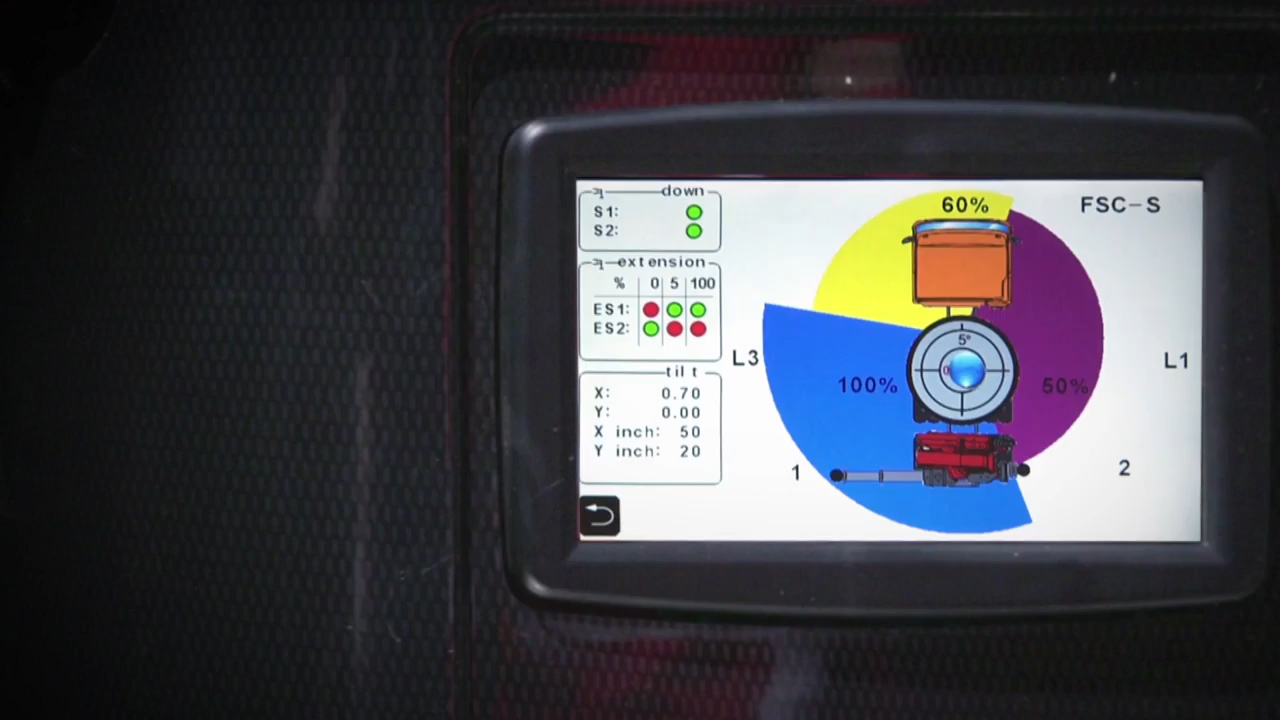 down
S1:
S2:
extension
% 0 5 100
ES1:
ES2:
tilt
X: 0.70
Y: 0.00
X inch: 50
Y inch: 20
FSC-S
60%
5°
0
L3
L1
100%
50%
1
2